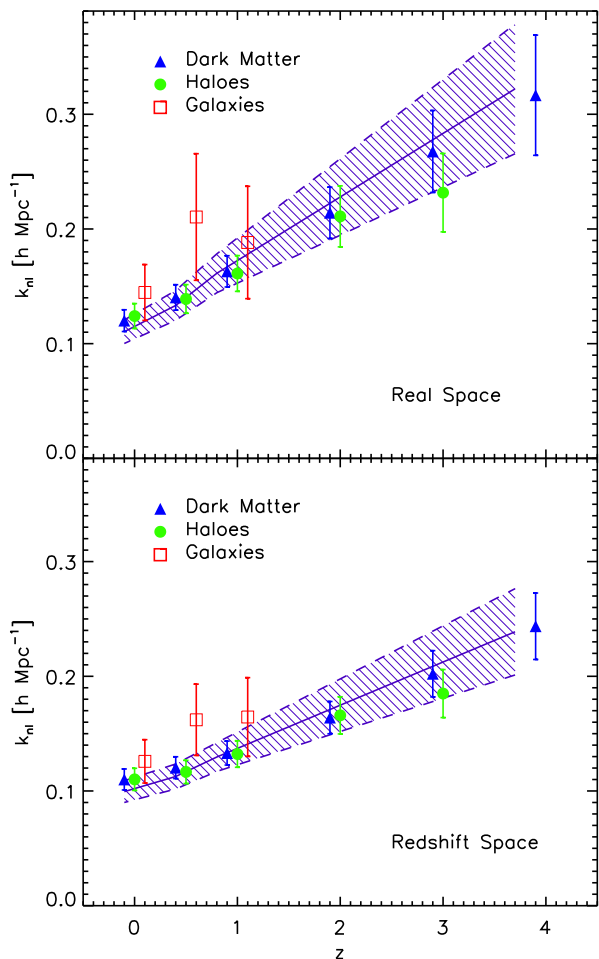 Dark Matter
Haloes
Galaxies
0.3
0.2
0.1
0.0
k_nl [h Mpc⁻¹]
Real Space
Dark Matter
Haloes
Galaxies
0.3
0.2
0.1
0.0
k_nl [h Mpc⁻¹]
Redshift Space
0 1 2 3 4
z